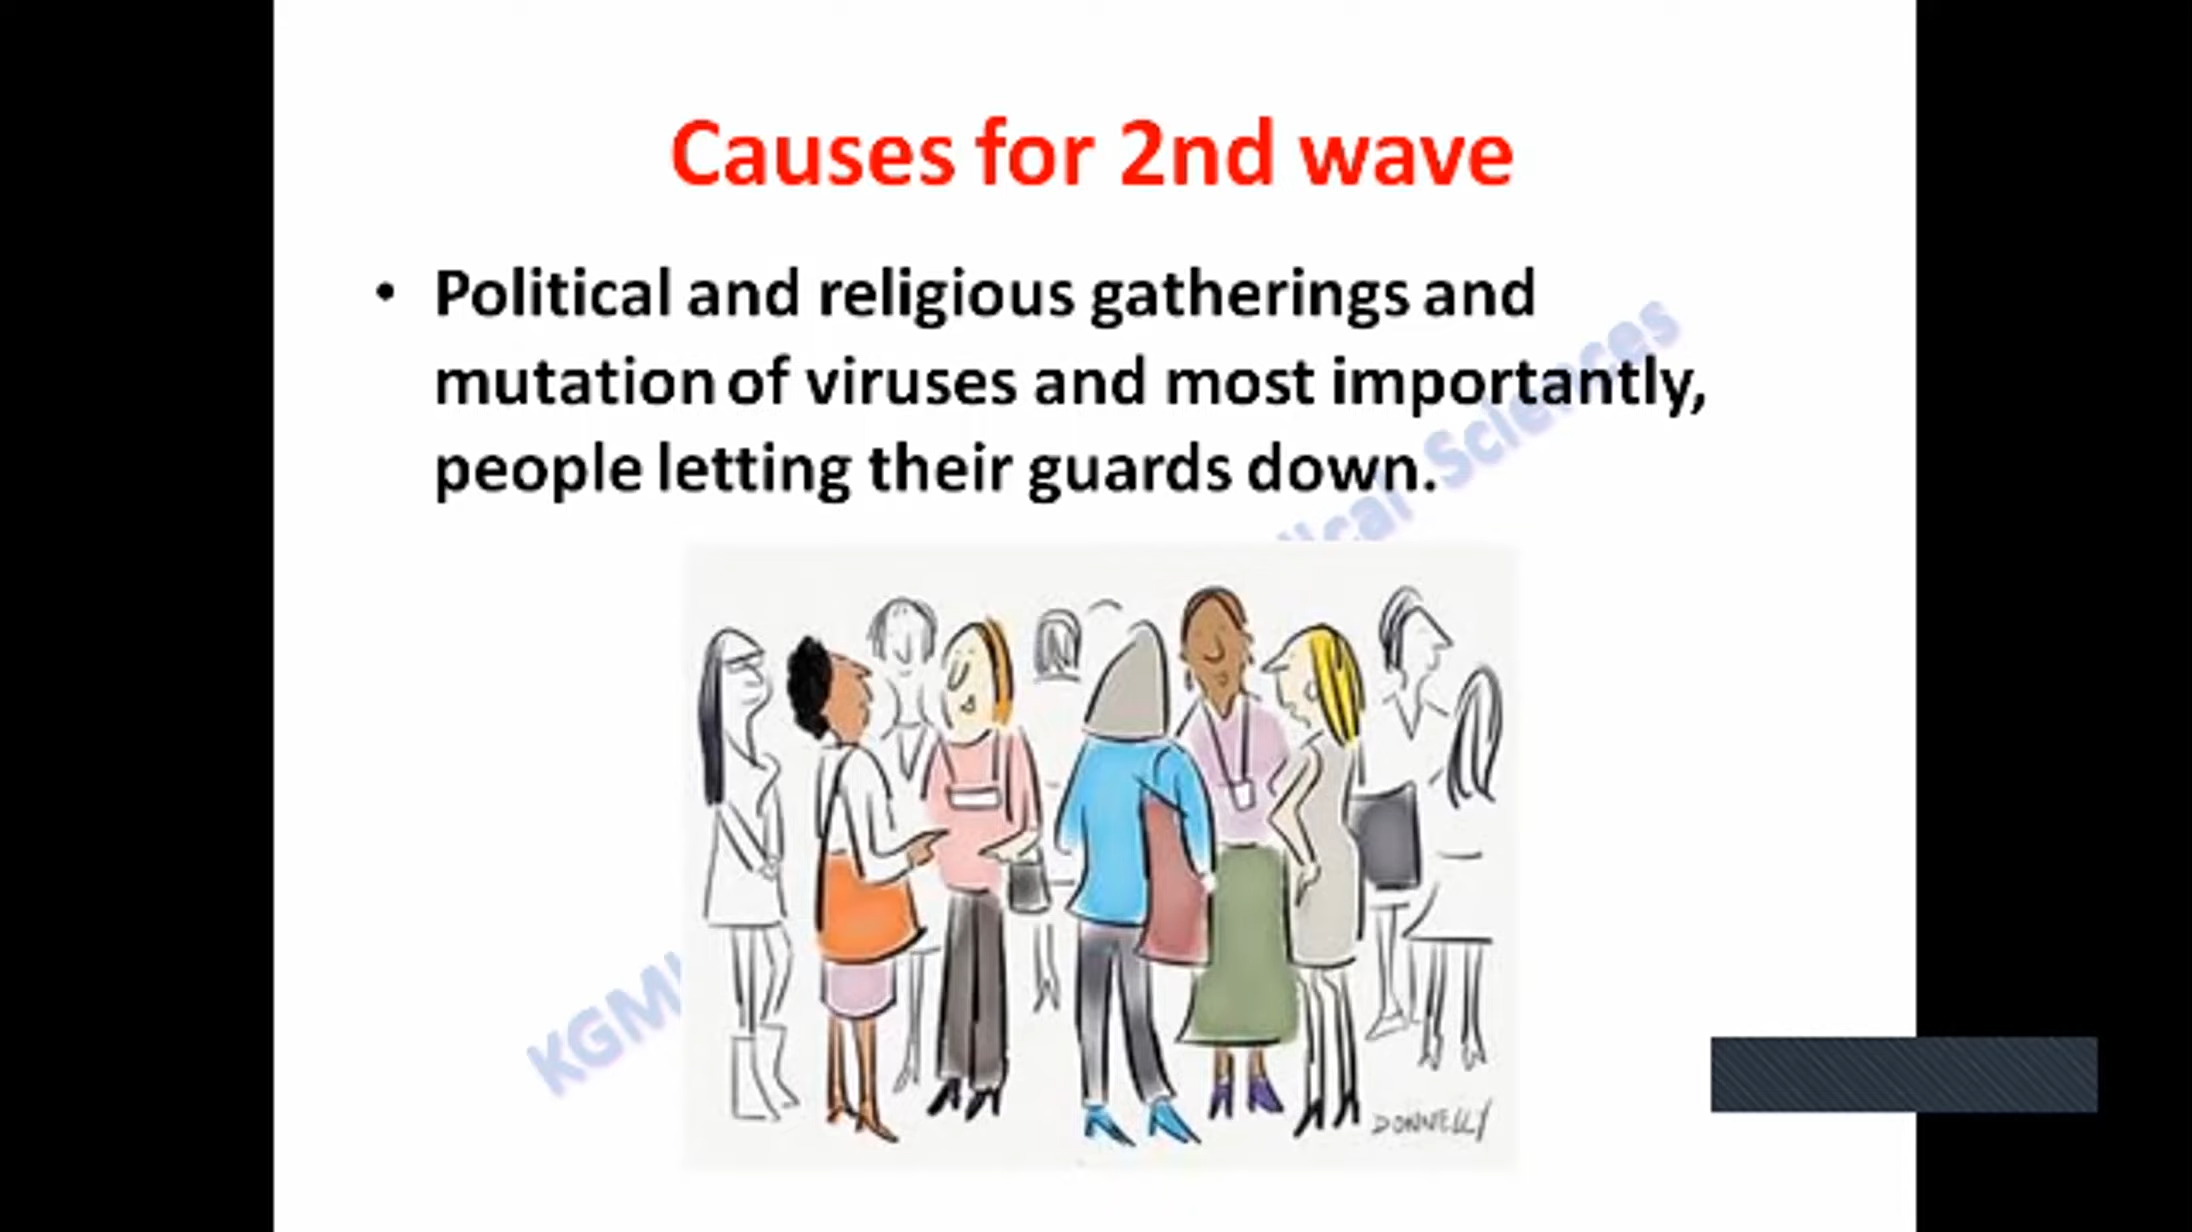 Causes for 2nd wave
• Political and religious gatherings and
mutation of viruses and most importantly,
people letting their guards down.
Sciences
DONNELLY